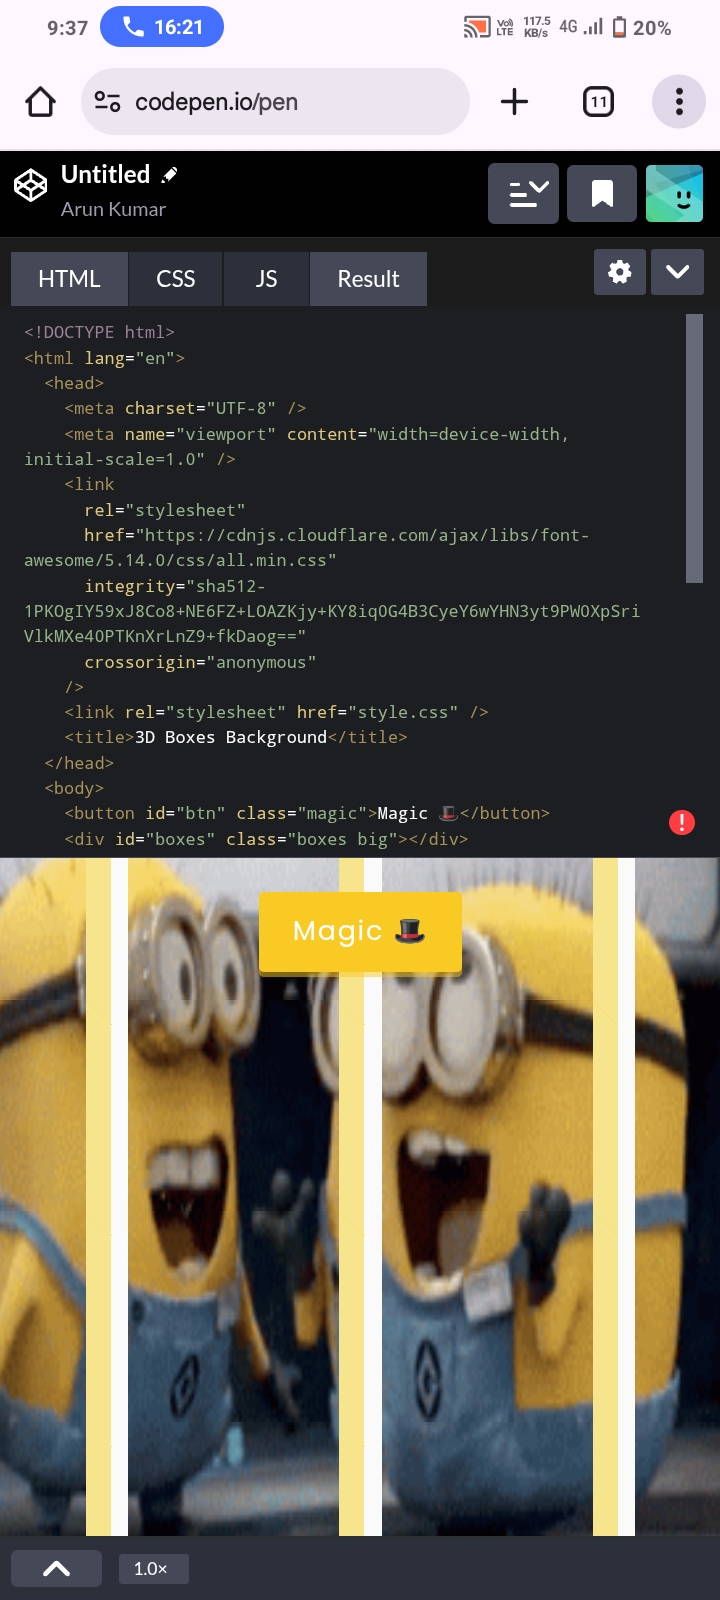 9:37 16:21 Vo) LTE 117.5 KB/s 4G 20%
codepen.io/pen 11
Untitled
Arun Kumar
HTML CSS JS Result
<!DOCTYPE html>
<html lang="en">
<head>
<meta charset="UTF-8" />
<meta name="viewport" content="width=device-width,
initial-scale=1.0" />
<link
rel="stylesheet"
href="https://cdnjs.cloudflare.com/ajax/libs/font-
awesome/5.14.0/css/all.min.css"
integrity="sha512-
1PKOgIY59xJ8Co8+NE6FZ+LOAZKjy+KY8iq0G4B3CyeY6wYHN3yt9PW0XpSri
VlkMXe40PTKnXrLnZ9+fkDaog=="
crossorigin="anonymous"
/>
<link rel="stylesheet" href="style.css" />
<title>3D Boxes Background</title>
</head>
<body>
<button id="btn" class="magic">Magic 🎩</button>
<div id="boxes" class="boxes big"></div>
Magic 🎩
1.0×